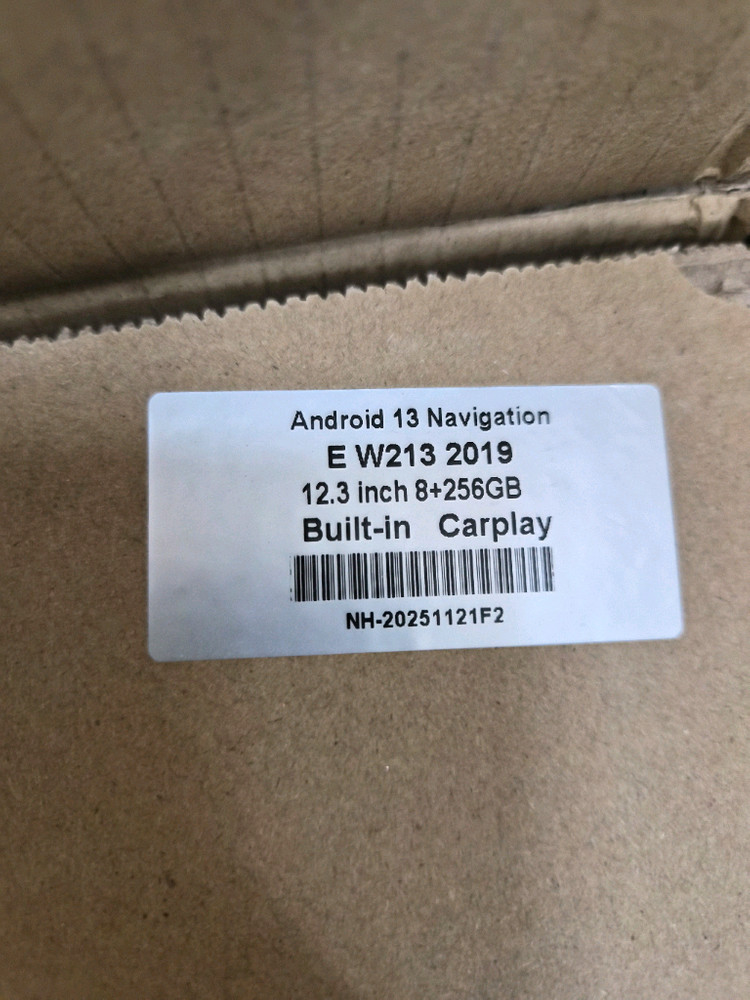 Android 13 Navigation
E W213 2019
12.3 inch 8+256GB
Built-in Carplay
NH-20251121F2